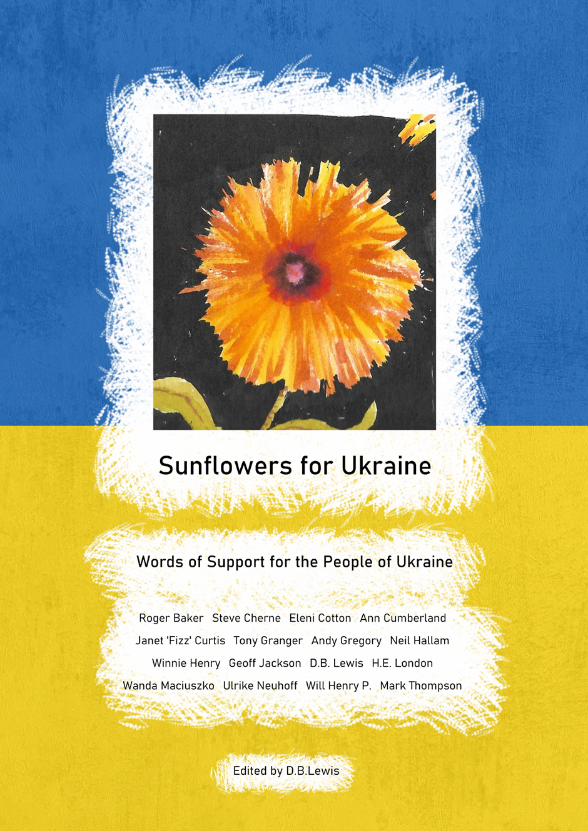 Sunflowers for Ukraine
Words of Support for the People of Ukraine
Roger Baker Steve Cherne Eleni Cotton Ann Cumberland
Janet 'Fizz' Curtis Tony Granger Andy Gregory Neil Hallam
Winnie Henry Geoff Jackson D.B. Lewis H.E. London
Wanda Maciuszko Ulrike Neuhoff Will Henry P. Mark Thompson
Edited by D.B.Lewis